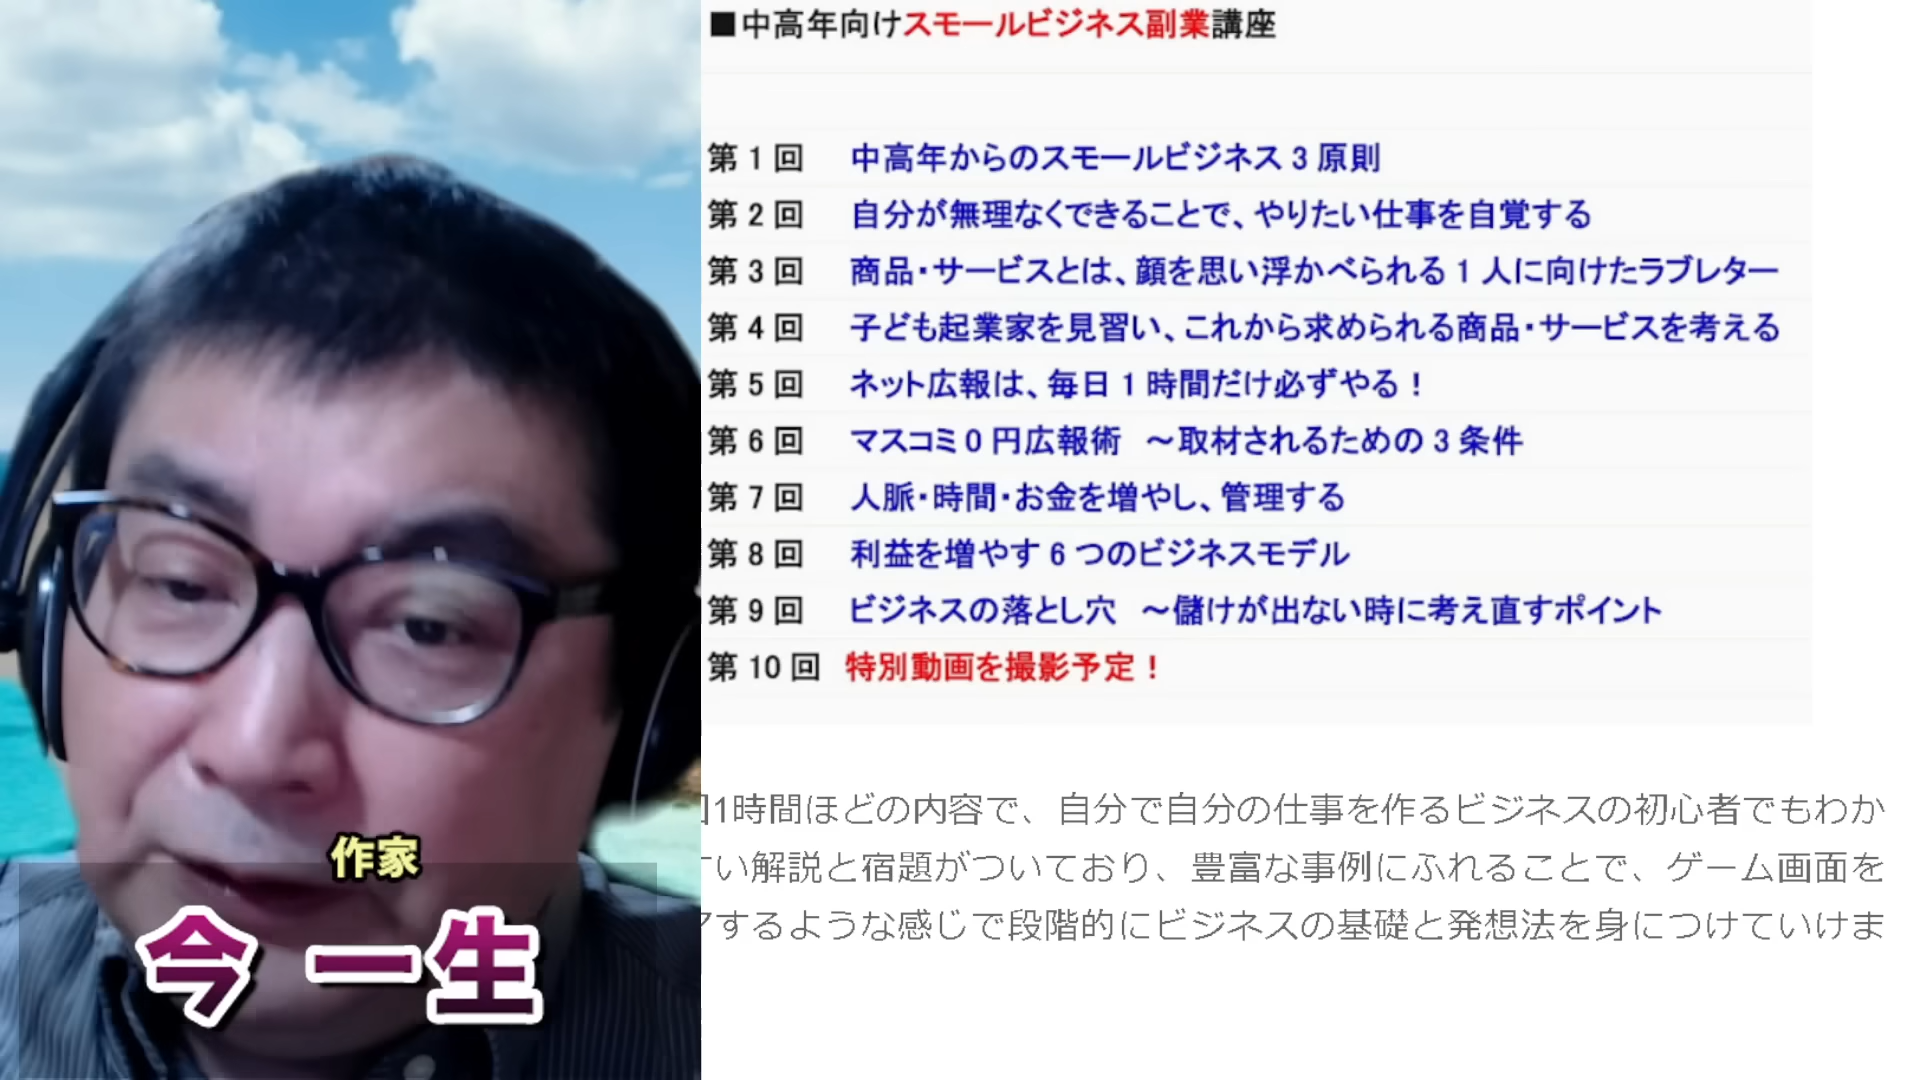 ■中高年向けスモールビジネス副業講座
第1回 中高年からのスモールビジネス3原則
第2回 自分が無理なくできることで、やりたい仕事を自覚する
第3回 商品・サービスとは、顔を思い浮かべられる1人に向けたラブレター
第4回 子ども起業家を見習い、これから求められる商品・サービスを考える
第5回 ネット広報は、毎日1時間だけ必ずやる！
第6回 マスコミ0円広報術 ～取材されるための3条件
第7回 人脈・時間・お金を増やし、管理する
第8回 利益を増やす6つのビジネスモデル
第9回 ビジネスの落とし穴 ～儲けが出ない時に考え直すポイント
第10回 特別動画を撮影予定！
1時間ほどの内容で、自分で自分の仕事を作るビジネスの初心者でもわか
い解説と宿題がついており、豊富な事例にふれることで、ゲーム画面を
するような感じで段階的にビジネスの基礎と発想法を身につけていけま
作家
今 一生